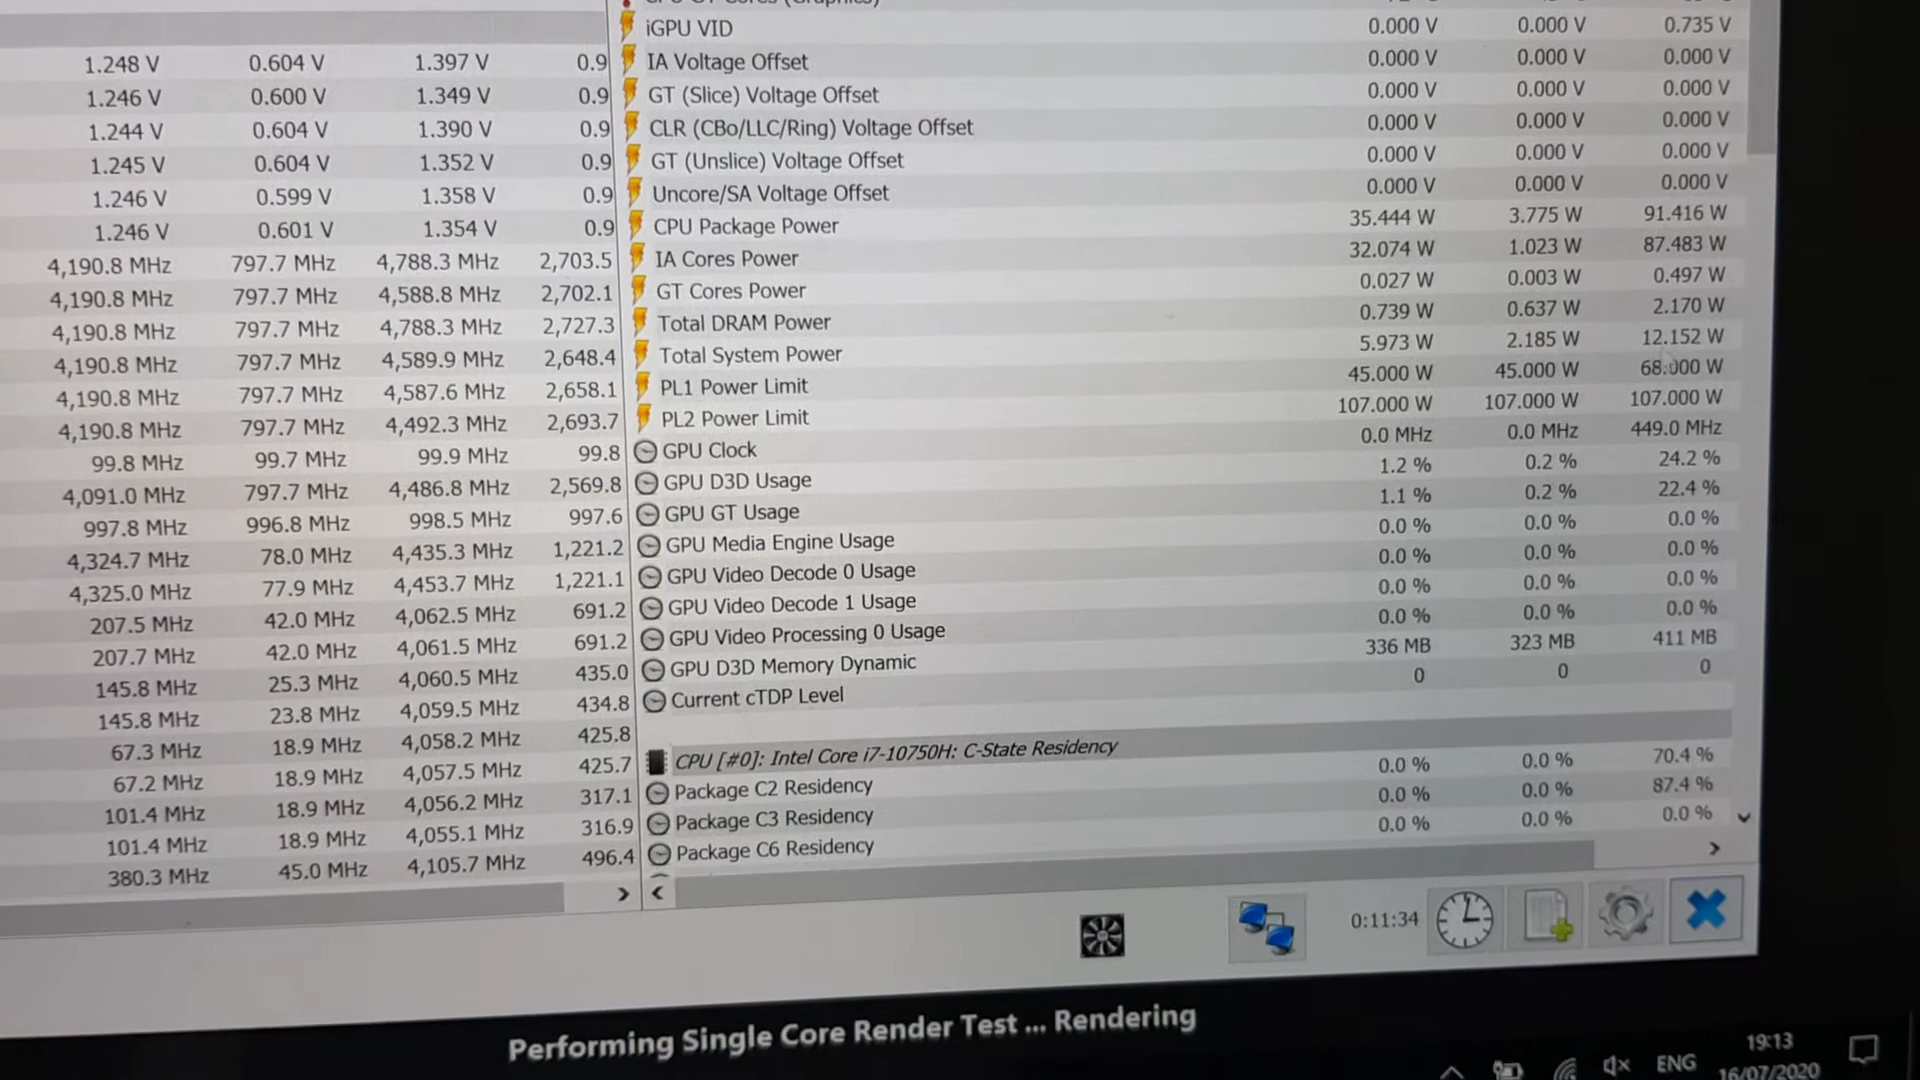 CPU GT Cores (Graphics)
iGPU VID 0.000 V 0.000 V 0.735 V
1.248 V 0.604 V 1.397 V 0.9 IA Voltage Offset 0.000 V 0.000 V 0.000 V
1.246 V 0.600 V 1.349 V 0.9 GT (Slice) Voltage Offset 0.000 V 0.000 V 0.000 V
1.244 V 0.604 V 1.390 V 0.9 CLR (CBo/LLC/Ring) Voltage Offset 0.000 V 0.000 V 0.000 V
1.245 V 0.604 V 1.352 V 0.9 GT (Unslice) Voltage Offset 0.000 V 0.000 V 0.000 V
1.246 V 0.599 V 1.358 V 0.9 Uncore/SA Voltage Offset 0.000 V 0.000 V 0.000 V
1.246 V 0.601 V 1.354 V 0.9 CPU Package Power 35.444 W 3.775 W 91.416 W
4,190.8 MHz 797.7 MHz 4,788.3 MHz 2,703.5 IA Cores Power 32.074 W 1.023 W 87.483 W
4,190.8 MHz 797.7 MHz 4,588.8 MHz 2,702.1 GT Cores Power 0.027 W 0.003 W 0.497 W
4,190.8 MHz 797.7 MHz 4,788.3 MHz 2,727.3 Total DRAM Power 0.739 W 0.637 W 2.170 W
4,190.8 MHz 797.7 MHz 4,589.9 MHz 2,648.4 Total System Power 5.973 W 2.185 W 12.152 W
4,190.8 MHz 797.7 MHz 4,587.6 MHz 2,658.1 PL1 Power Limit 45.000 W 45.000 W 68.000 W
4,190.8 MHz 797.7 MHz 4,492.3 MHz 2,693.7 PL2 Power Limit 107.000 W 107.000 W 107.000 W
99.8 MHz 99.7 MHz 99.9 MHz 99.8 GPU Clock 0.0 MHz 0.0 MHz 449.0 MHz
4,091.0 MHz 797.7 MHz 4,486.8 MHz 2,569.8 GPU D3D Usage 1.2 % 0.2 % 24.2 %
997.8 MHz 996.8 MHz 998.5 MHz 997.6 GPU GT Usage 1.1 % 0.2 % 22.4 %
4,324.7 MHz 78.0 MHz 4,435.3 MHz 1,221.2 GPU Media Engine Usage 0.0 % 0.0 % 0.0 %
4,325.0 MHz 77.9 MHz 4,453.7 MHz 1,221.1 GPU Video Decode 0 Usage 0.0 % 0.0 % 0.0 %
207.5 MHz 42.0 MHz 4,062.5 MHz 691.2 GPU Video Decode 1 Usage 0.0 % 0.0 % 0.0 %
207.7 MHz 42.0 MHz 4,061.5 MHz 691.2 GPU Video Processing 0 Usage 0.0 % 0.0 % 0.0 %
145.8 MHz 25.3 MHz 4,060.5 MHz 435.0 GPU D3D Memory Dynamic 336 MB 323 MB 411 MB
145.8 MHz 23.8 MHz 4,059.5 MHz 434.8 Current cTDP Level 0 0 0
67.3 MHz 18.9 MHz 4,058.2 MHz 425.8
67.2 MHz 18.9 MHz 4,057.5 MHz 425.7 CPU [#0]: Intel Core i7-10750H: C-State Residency
101.4 MHz 18.9 MHz 4,056.2 MHz 317.1 Package C2 Residency 0.0 % 0.0 % 70.4 %
101.4 MHz 18.9 MHz 4,055.1 MHz 316.9 Package C3 Residency 0.0 % 0.0 % 87.4 %
380.3 MHz 45.0 MHz 4,105.7 MHz 496.4 Package C6 Residency 0.0 % 0.0 % 0.0 %
0:11:34
Performing Single Core Render Test ... Rendering
ENG 19:13
16/07/2020